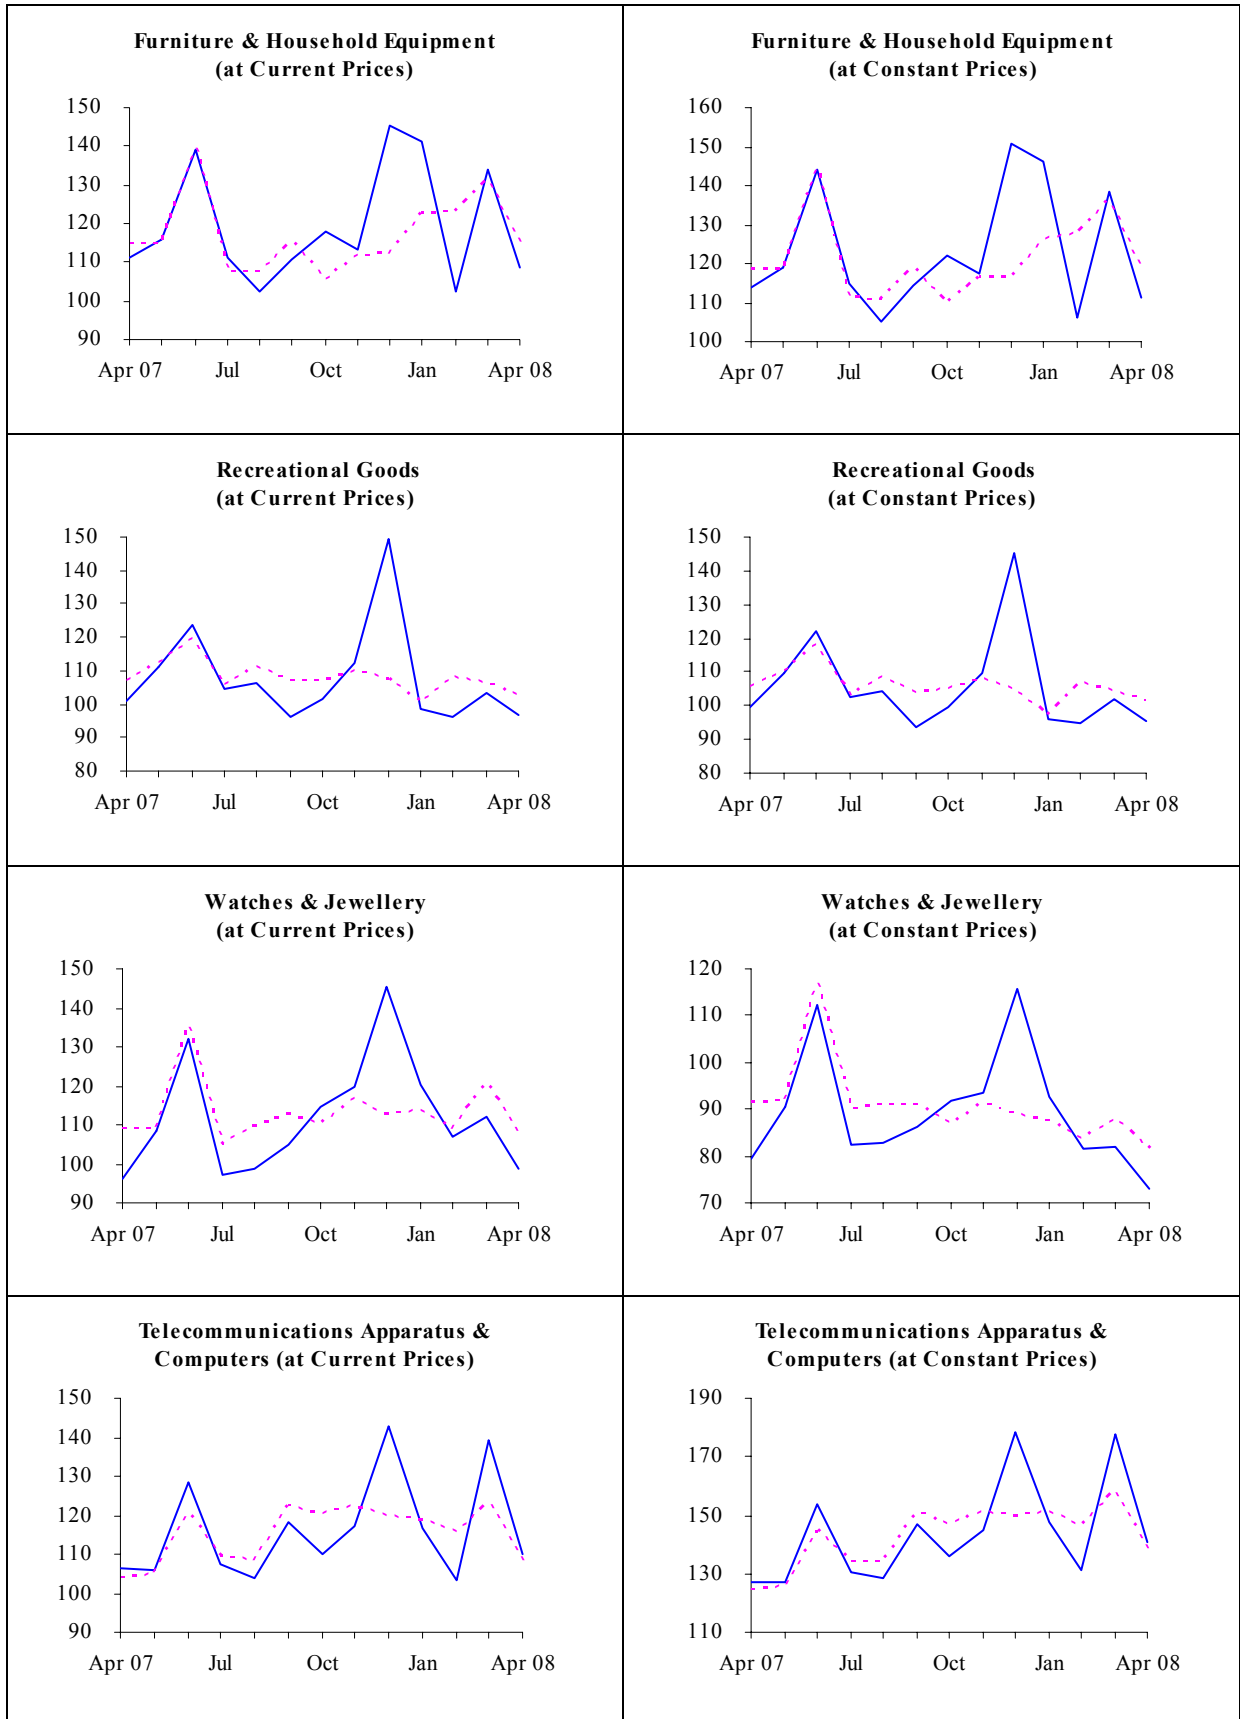 Furniture & Household Equipment
(at Current Prices)
150
140
130
120
110
100
90
Apr 07 Jul Oct Jan Apr 08
Furniture & Household Equipment
(at Constant Prices)
160
150
140
130
120
110
100
Apr 07 Jul Oct Jan Apr 08
Recreational Goods
(at Current Prices)
150
140
130
120
110
100
90
80
Apr 07 Jul Oct Jan Apr 08
Recreational Goods
(at Constant Prices)
150
140
130
120
110
100
90
80
Apr 07 Jul Oct Jan Apr 08
Watches & Jewellery
(at Current Prices)
150
140
130
120
110
100
90
Apr 07 Jul Oct Jan Apr 08
Watches & Jewellery
(at Constant Prices)
120
110
100
90
80
70
Apr 07 Jul Oct Jan Apr 08
Telecommunications Apparatus &
Computers (at Current Prices)
150
140
130
120
110
100
90
Apr 07 Jul Oct Jan Apr 08
Telecommunications Apparatus &
Computers (at Constant Prices)
190
170
150
130
110
Apr 07 Jul Oct Jan Apr 08